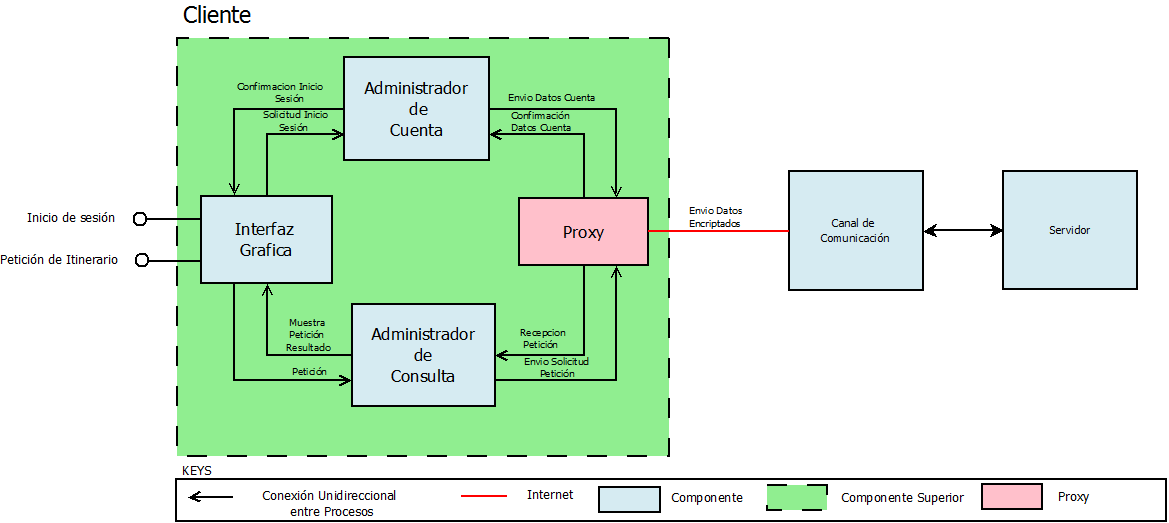 Cliente
Confirmacion Inicio
Sesión
Solicitud Inicio
Sesión
Administrador
de
Cuenta
Envio Datos Cuenta
Confirmación
Datos Cuenta
Inicio de sesión
Petición de Itinerario
Interfaz
Grafica
Proxy
Envio Datos
Encriptados
Canal de
Comunicación
Servidor
Muestra
Petición
Resultado
Petición
Administrador
de
Consulta
Recepcion
Petición
Envio Solicitud
Petición
KEYS
Conexión Unidireccional
entre Procesos
Internet
Componente
Componente Superior
Proxy